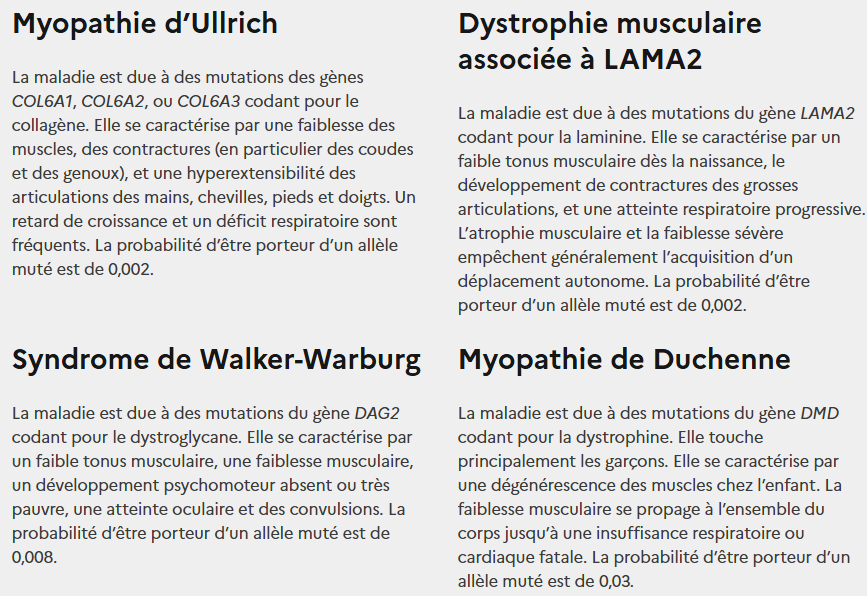 Myopathie d’Ullrich
La maladie est due à des mutations des gènes
COL6A1, COL6A2, ou COL6A3 codant pour le
collagène. Elle se caractérise par une faiblesse des
muscles, des contractures (en particulier des coudes
et des genoux), et une hyperextensibilité des
articulations des mains, chevilles, pieds et doigts. Un
retard de croissance et un déficit respiratoire sont
fréquents. La probabilité d’être porteur d’un allèle
muté est de 0,002.
Dystrophie musculaire
associée à LAMA2
La maladie est due à des mutations du gène LAMA2
codant pour la laminine. Elle se caractérise par un
faible tonus musculaire dès la naissance, le
développement de contractures des grosses
articulations, et une atteinte respiratoire progressive.
L’atrophie musculaire et la faiblesse sévère
empêchent généralement l’acquisition d’un
déplacement autonome. La probabilité d’être
porteur d’un allèle muté est de 0,002.
Syndrome de Walker-Warburg
La maladie est due à des mutations du gène DAG2
codant pour le dystroglycane. Elle se caractérise par
un faible tonus musculaire, une faiblesse musculaire,
un développement psychomoteur absent ou très
pauvre, une atteinte oculaire et des convulsions. La
probabilité d’être porteur d’un allèle muté est de
0,008.
Myopathie de Duchenne
La maladie est due à des mutations du gène DMD
codant pour la dystrophine. Elle touche
principalement les garçons. Elle se caractérise par
une dégénérescence des muscles chez l’enfant. La
faiblesse musculaire se propage à l’ensemble du
corps jusqu’à une insuffisance respiratoire ou
cardiaque fatale. La probabilité d’être porteur d’un
allèle muté est de 0,03.